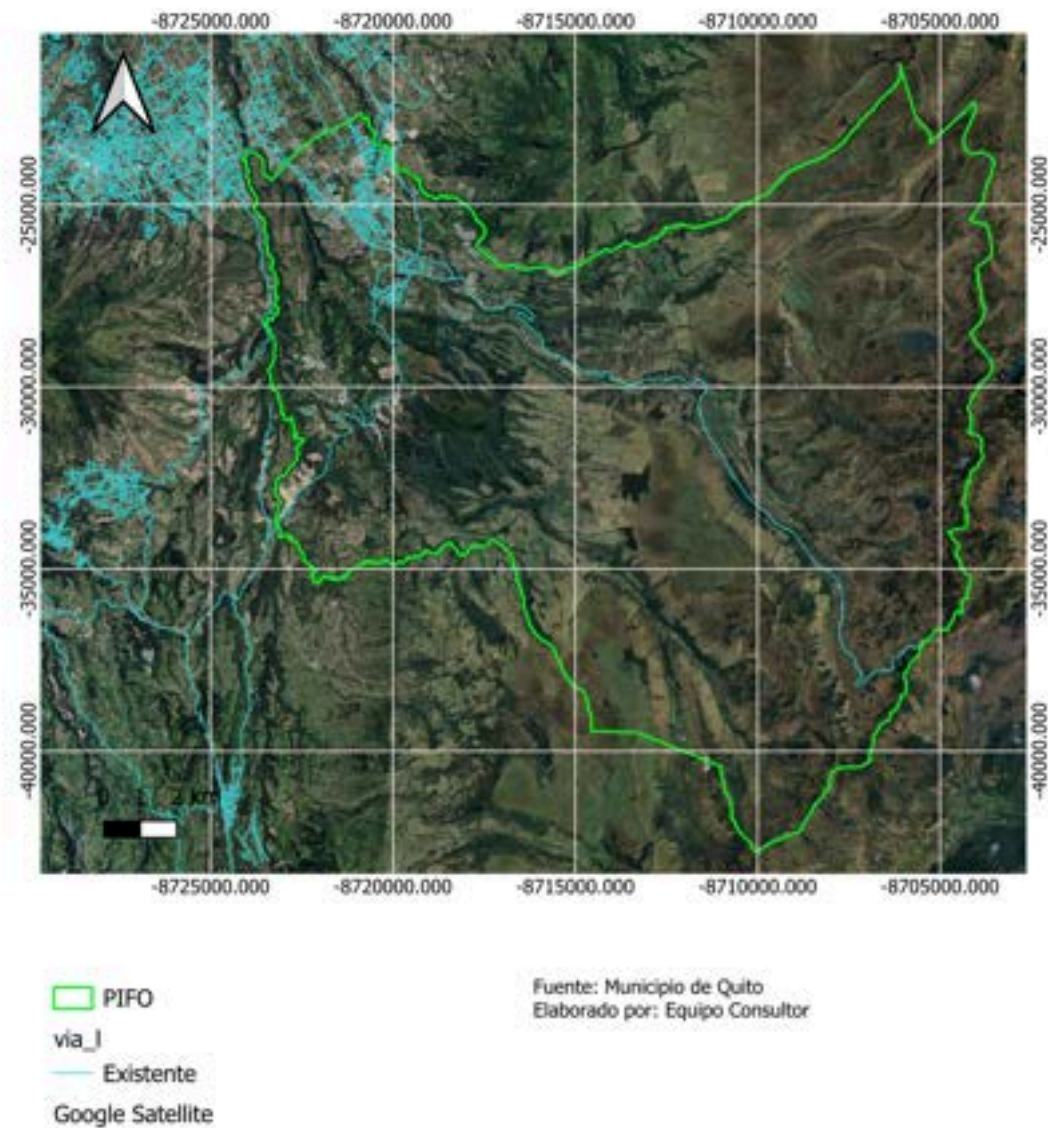 -8725000.000 -8720000.000 -8715000.000 -8710000.000 -8705000.000
-25000.000 -25000.000
-30000.000 -30000.000
-35000.000 -35000.000
-40000.000 -40000.000
2 km
-8725000.000 -8720000.000 -8715000.000 -8710000.000 -8705000.000
PIFO
via_l
Existente
Google Satellite
Fuente: Municipio de Quito
Elaborado por: Equipo Consultor